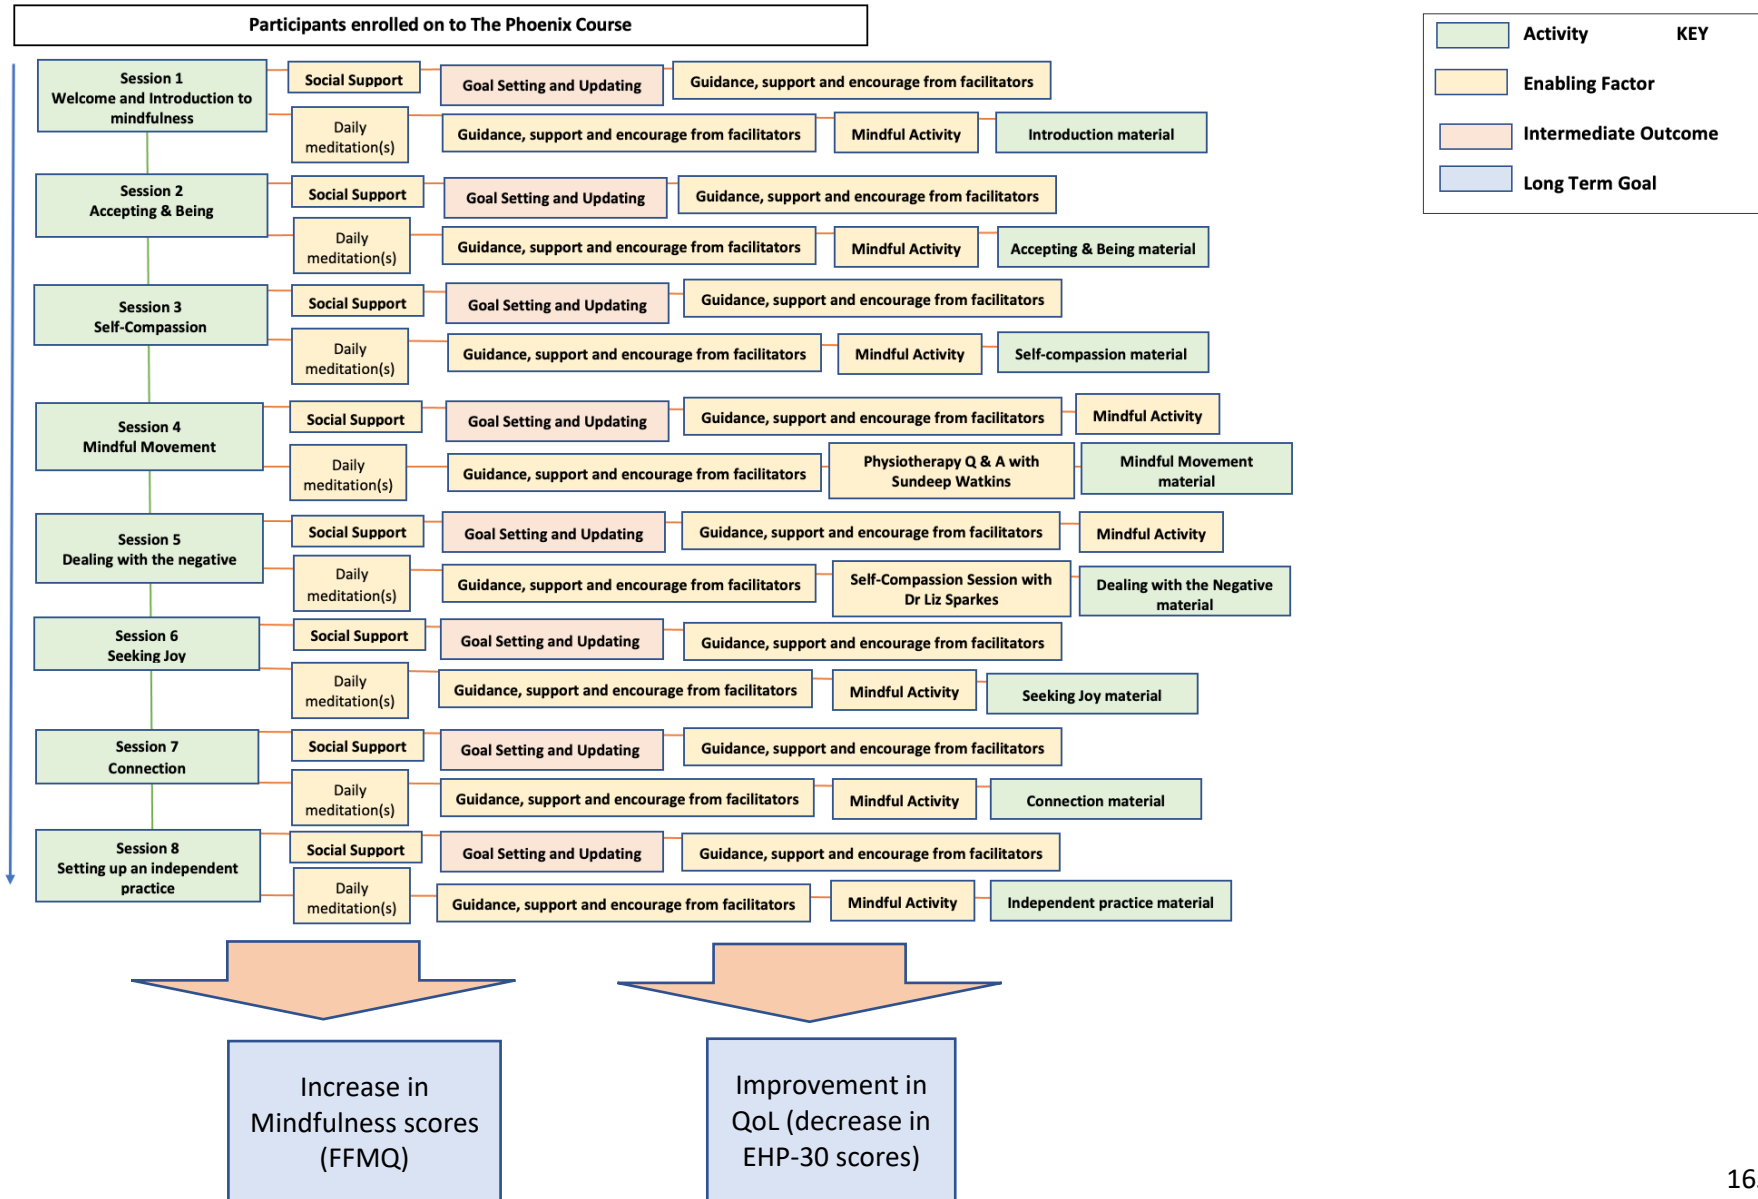 Participants enrolled on to The Phoenix Course
Activity
KEY
Enabling Factor
Intermediate Outcome
Long Term Goal
Session 1
Welcome and Introduction to
mindfulness
Social Support
Goal Setting and Updating
Guidance, support and encourage from facilitators
Daily
meditation(s)
Guidance, support and encourage from facilitators
Mindful Activity
Introduction material
Session 2
Accepting & Being
Social Support
Goal Setting and Updating
Guidance, support and encourage from facilitators
Daily
meditation(s)
Guidance, support and encourage from facilitators
Mindful Activity
Accepting & Being material
Session 3
Self-Compassion
Social Support
Goal Setting and Updating
Guidance, support and encourage from facilitators
Daily
meditation(s)
Guidance, support and encourage from facilitators
Mindful Activity
Self-compassion material
Session 4
Mindful Movement
Social Support
Goal Setting and Updating
Guidance, support and encourage from facilitators
Mindful Activity
Daily
meditation(s)
Guidance, support and encourage from facilitators
Physiotherapy Q & A with
Sundeep Watkins
Mindful Movement
material
Session 5
Dealing with the negative
Social Support
Goal Setting and Updating
Guidance, support and encourage from facilitators
Mindful Activity
Daily
meditation(s)
Guidance, support and encourage from facilitators
Self-Compassion Session with
Dr Liz Sparkes
Dealing with the Negative
material
Session 6
Seeking Joy
Social Support
Goal Setting and Updating
Guidance, support and encourage from facilitators
Daily
meditation(s)
Guidance, support and encourage from facilitators
Mindful Activity
Seeking Joy material
Session 7
Connection
Social Support
Goal Setting and Updating
Guidance, support and encourage from facilitators
Daily
meditation(s)
Guidance, support and encourage from facilitators
Mindful Activity
Connection material
Session 8
Setting up an independent
practice
Social Support
Goal Setting and Updating
Guidance, support and encourage from facilitators
Daily
meditation(s)
Guidance, support and encourage from facilitators
Mindful Activity
Independent practice material
Increase in
Mindfulness scores
(FFMQ)
Improvement in
QoL (decrease in
EHP-30 scores)
16